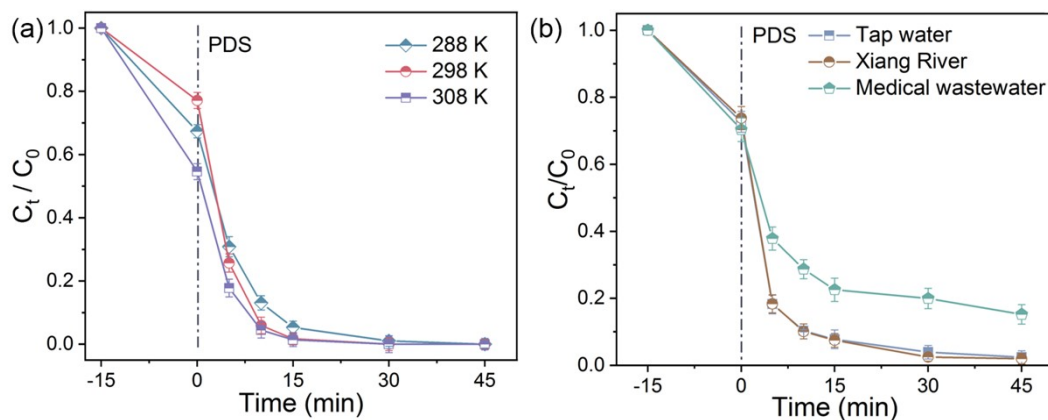 (a)
PDS
288 K
298 K
308 K
1.0
0.8
0.6
0.4
0.2
0.0
Cₜ / C₀
-15 0 15 30 45
Time (min)
(b)
PDS
Tap water
Xiang River
Medical wastewater
1.0
0.8
0.6
0.4
0.2
0.0
Cₜ/C₀
-15 0 15 30 45
Time (min)